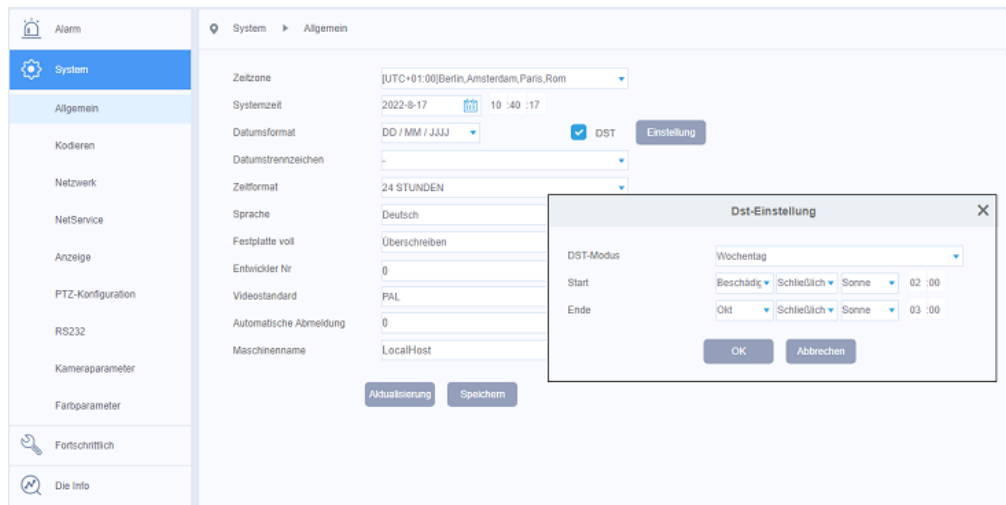 Alarm
System
Allgemein
Kodieren
Netzwerk
NetService
Anzeige
PTZ-Konfiguration
RS232
Kameraparameter
Farbparameter
Fortschrittlich
Die Info
System Allgemein
Zeitzone [UTC+01:00]Berlin,Amsterdam,Paris,Rom
Systemzeit 2022-8-17 10 :40 :17
Datumsformat DD / MM / JJJJ DST Einstellung
Datumstrennzeichen -
Zeitformat 24 STUNDEN
Sprache Deutsch
Festplatte voll Überschreiben
Entwickler Nr 0
Videostandard PAL
Automatische Abmeldung 0
Maschinenname LocalHost
Aktualisierung Speichern
Dst-Einstellung
DST-Modus Wochentag
Start Beschädig Schließlich Sonne 02 :00
Ende Okt Schließlich Sonne 03 :00
OK Abbrechen